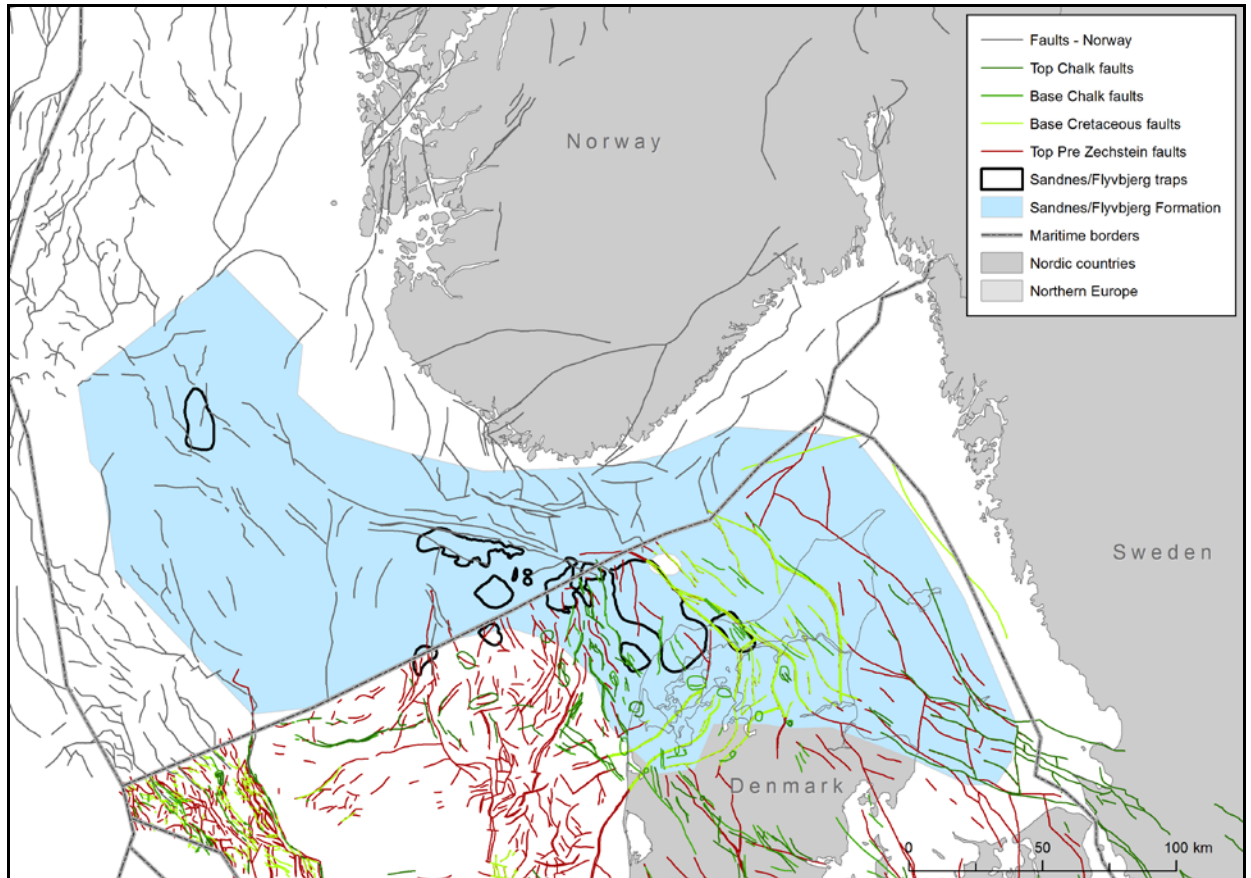 Faults - Norway
Top Chalk faults
Base Chalk faults
Base Cretaceous faults
Top Pre Zechstein faults
Sandnes/Flyvbjerg traps
Sandnes/Flyvbjerg Formation
Maritime borders
Nordic countries
Northern Europe
Norway
Sweden
Denmark
0 50 100 km